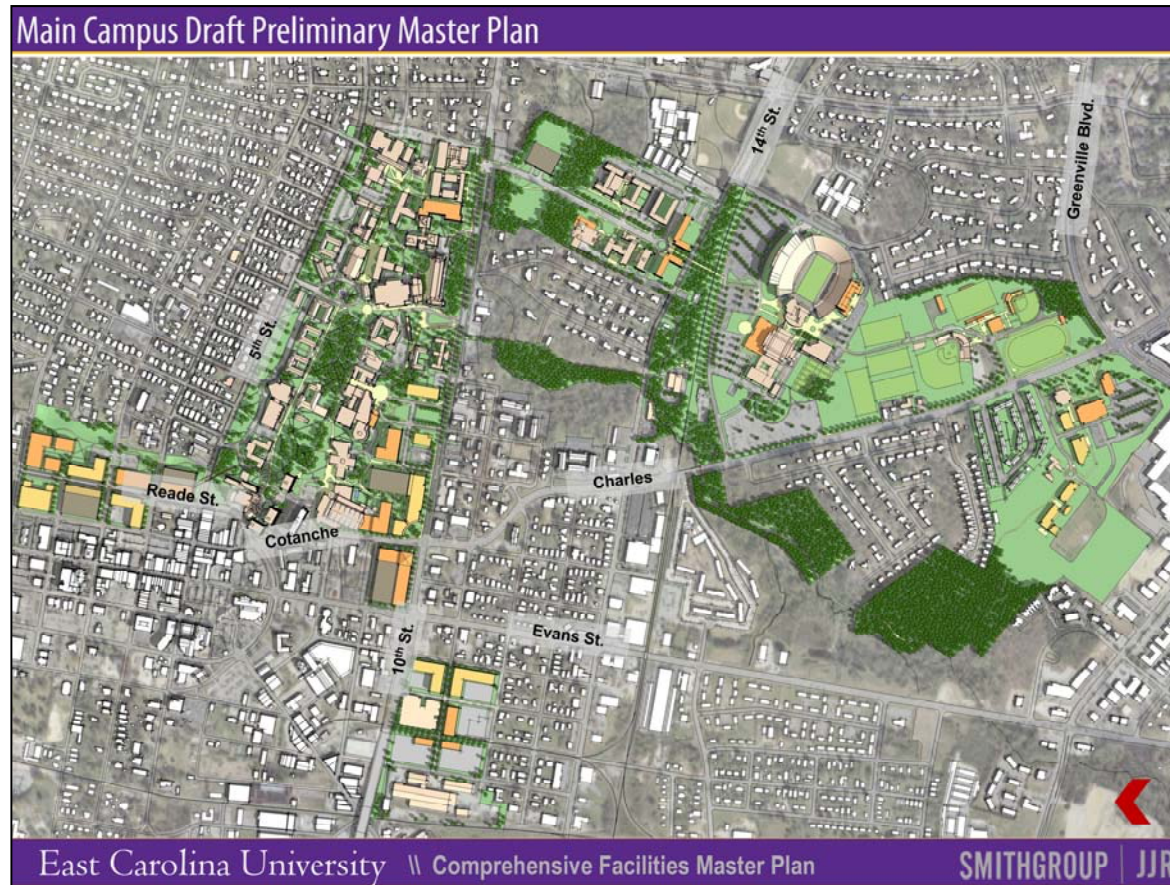 Main Campus Draft Preliminary Master Plan
14th St.
Greenville Blvd.
5th St.
Reade St.
Charles
Cotanche
10th St.
Evans St.
East Carolina University \\ Comprehensive Facilities Master Plan SMITHGROUP | JJR